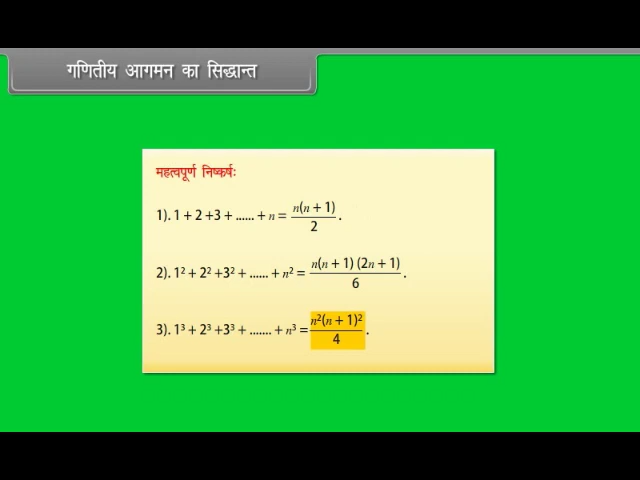 गणितीय आगमन का सिद्धान्त
महत्वपूर्ण निष्कर्षः
1). 1 + 2 +3 + ...... + n = n(n + 1) / 2 .
2). 1² + 2² +3² + ...... + n² = n(n + 1) (2n + 1) / 6 .
3). 1³ + 2³ +3³ + ....... + n³ = n²(n + 1)² / 4 .